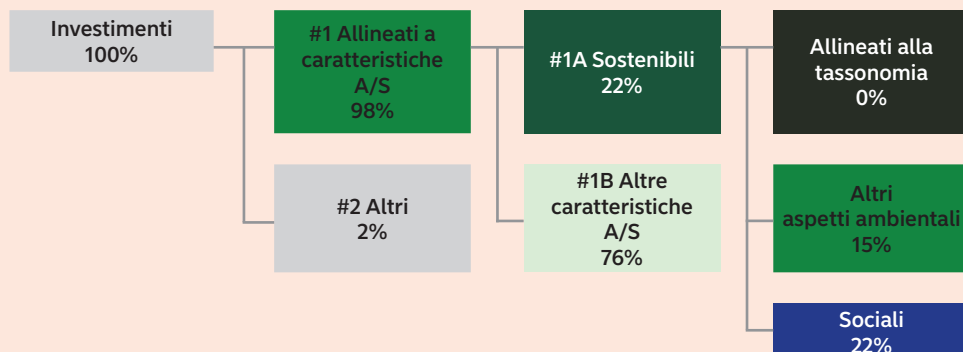 Investimenti
100%
#1 Allineati a
caratteristiche
A/S
98%
#1A Sostenibili
22%
Allineati alla
tassonomia
0%
#2 Altri
2%
#1B Altre
caratteristiche
A/S
76%
Altri
aspetti ambientali
15%
Sociali
22%